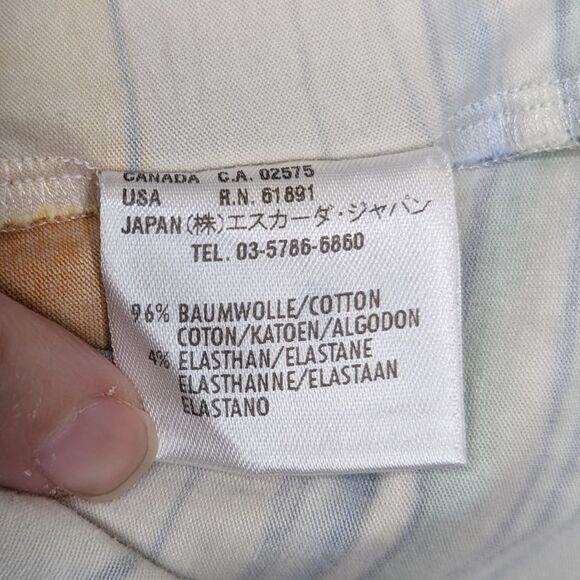 CANADA C.A. 02575
USA R.N. 61891
JAPAN (株)エスカーダ・ジャパン
TEL. 03-5786-6860
96% BAUMWOLLE/COTTON
COTON/KATOEN/ALGODON
4% ELASTHAN/ELASTANE
ELASTHANNE/ELASTAAN
ELASTANO